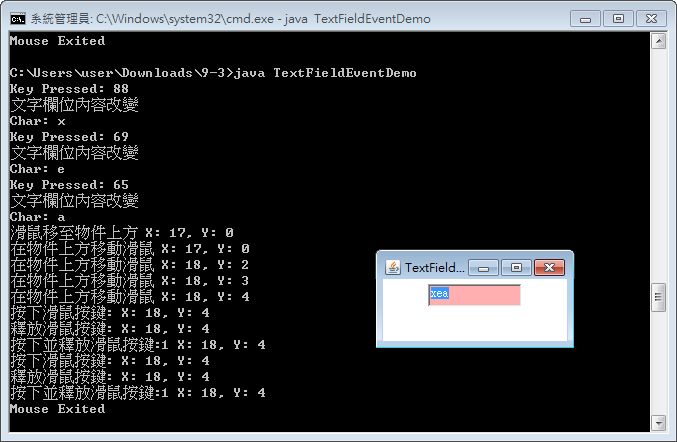 系統管理員: C:\Windows\system32\cmd.exe - java  TextFieldEventDemo
Mouse Exited
C:\Users\user\Downloads\9-3>java TextFieldEventDemo
Key Pressed: 88
文字欄位內容改變
Char: x
Key Pressed: 69
文字欄位內容改變
Char: e
Key Pressed: 65
文字欄位內容改變
Char: a
滑鼠移至物件上方 X: 17, Y: 0
在物件上方移動滑鼠 X: 17, Y: 0
在物件上方移動滑鼠 X: 18, Y: 2
在物件上方移動滑鼠 X: 18, Y: 3
在物件上方移動滑鼠 X: 18, Y: 4
按下滑鼠按鍵: X: 18, Y: 4
釋放滑鼠按鍵: X: 18, Y: 4
按下並釋放滑鼠按鍵:1 X: 18, Y: 4
按下滑鼠按鍵: X: 18, Y: 4
釋放滑鼠按鍵: X: 18, Y: 4
按下並釋放滑鼠按鍵:1 X: 18, Y: 4
Mouse Exited
TextField...
xea